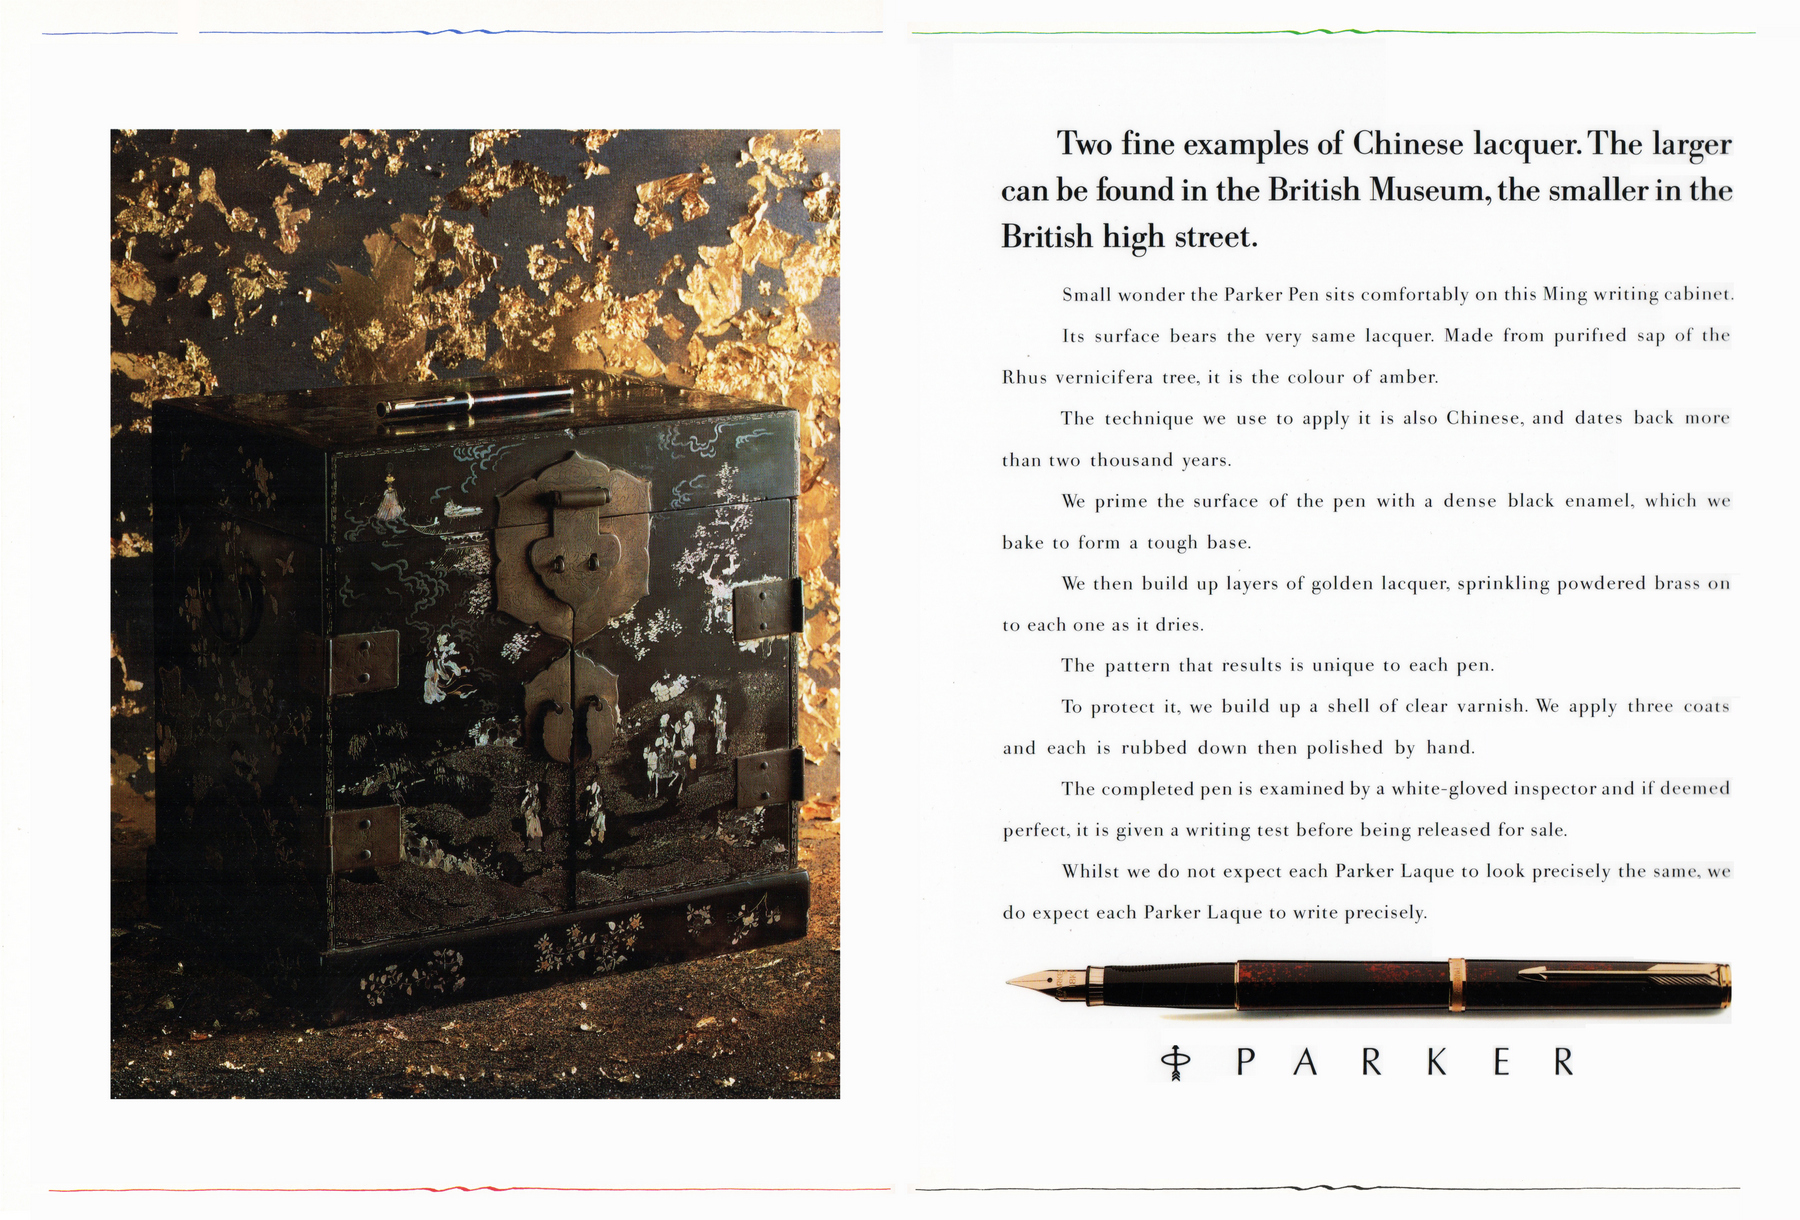 Two fine examples of Chinese lacquer. The larger
can be found in the British Museum, the smaller in the
British high street.
Small wonder the Parker Pen sits comfortably on this Ming writing cabinet.
Its surface bears the very same lacquer. Made from purified sap of the
Rhus vernicifera tree, it is the colour of amber.
The technique we use to apply it is also Chinese, and dates back more
than two thousand years.
We prime the surface of the pen with a dense black enamel, which we
bake to form a tough base.
We then build up layers of golden lacquer, sprinkling powdered brass on
to each one as it dries.
The pattern that results is unique to each pen.
To protect it, we build up a shell of clear varnish. We apply three coats
and each is rubbed down then polished by hand.
The completed pen is examined by a white-gloved inspector and if deemed
perfect, it is given a writing test before being released for sale.
Whilst we do not expect each Parker Laque to look precisely the same, we
do expect each Parker Laque to write precisely.
PARKER